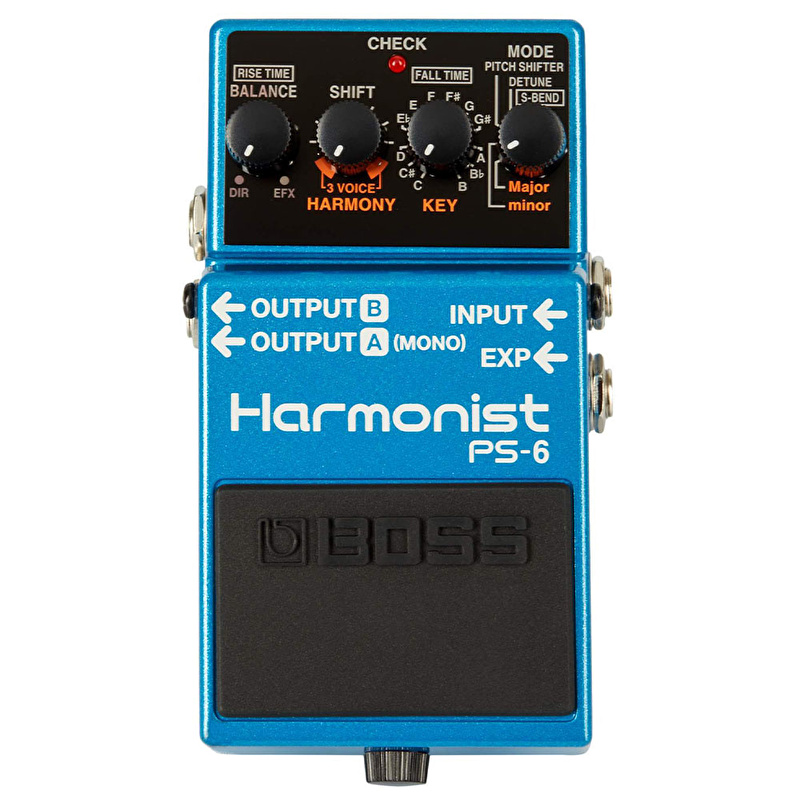 CHECK
MODE
PITCH SHIFTER
DETUNE
S-BEND
RISE TIME
BALANCE
SHIFT
FALL TIME
C C# D E♭ E F F# G G# A B♭ B
DIR EFX
3 VOICE
HARMONY
KEY
Major
minor
OUTPUT B
OUTPUT A (MONO)
INPUT
EXP
Harmonist
PS-6
BOSS